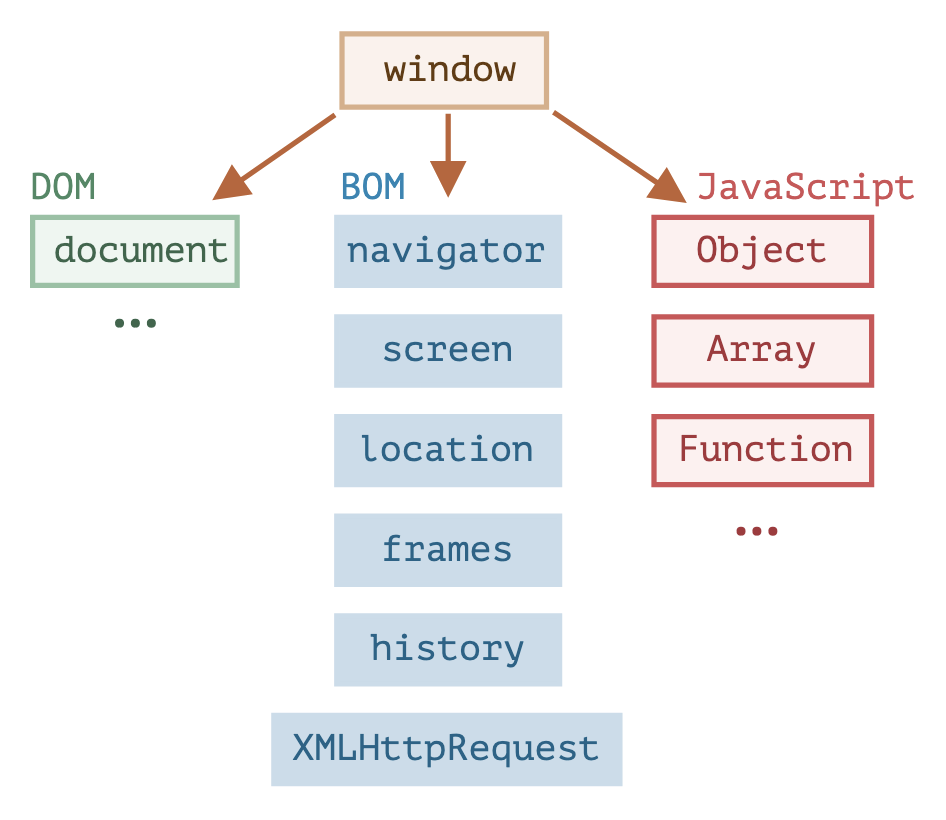 window
DOM
document
...
BOM
navigator
screen
location
frames
history
XMLHttpRequest
JavaScript
Object
Array
Function
...